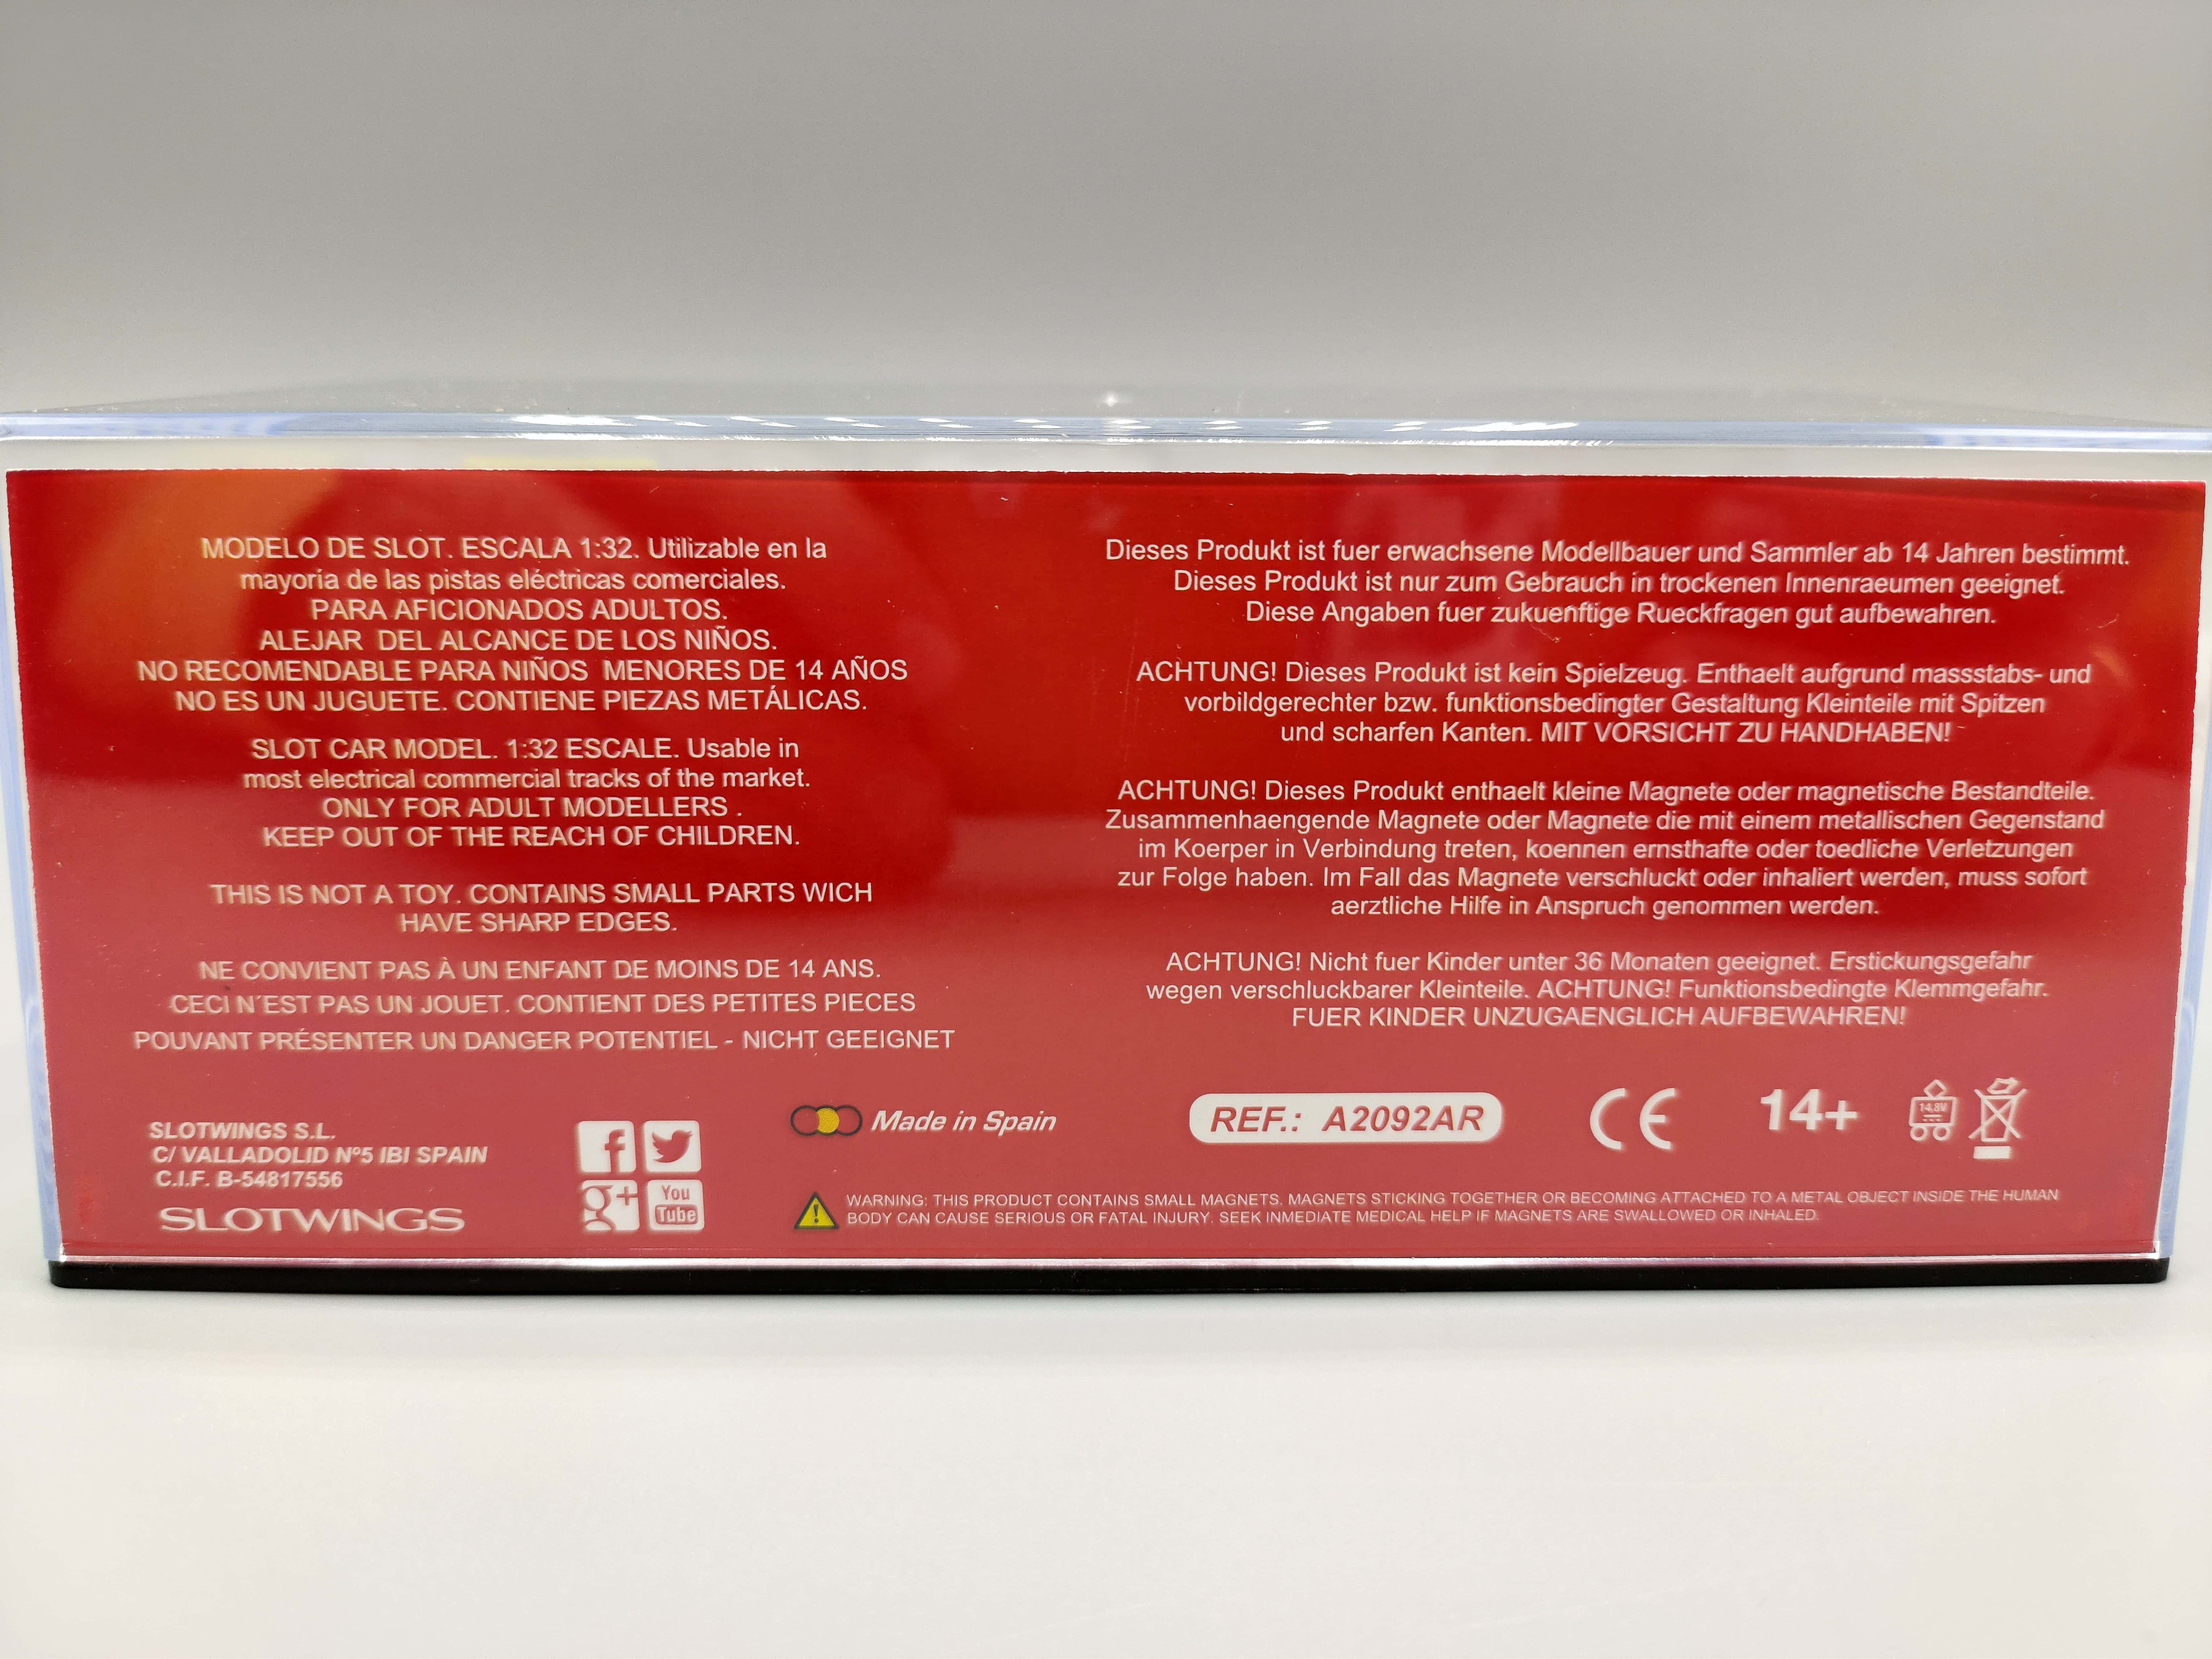 MODELO DE SLOT. ESCALA 1:32. Utilizable en la
mayoría de las pistas eléctricas comerciales.
PARA AFICIONADOS ADULTOS.
ALEJAR DEL ALCANCE DE LOS NIÑOS.
NO RECOMENDABLE PARA NIÑOS MENORES DE 14 AÑOS
NO ES UN JUGUETE. CONTIENE PIEZAS METÁLICAS.
SLOT CAR MODEL. 1:32 ESCALE. Usable in
most electrical commercial tracks of the market.
ONLY FOR ADULT MODELLERS .
KEEP OUT OF THE REACH OF CHILDREN.
THIS IS NOT A TOY. CONTAINS SMALL PARTS WICH
HAVE SHARP EDGES.
NE CONVIENT PAS À UN ENFANT DE MOINS DE 14 ANS.
CECI N´EST PAS UN JOUET. CONTIENT DES PETITES PIECES
POUVANT PRÉSENTER UN DANGER POTENTIEL - NICHT GEEIGNET
Dieses Produkt ist fuer erwachsene Modellbauer und Sammler ab 14 Jahren bestimmt.
Dieses Produkt ist nur zum Gebrauch in trockenen Innenraeumen geeignet.
Diese Angaben fuer zukuenftige Rueckfragen gut aufbewahren.
ACHTUNG! Dieses Produkt ist kein Spielzeug. Enthaelt aufgrund massstabs- und
vorbildgerechter bzw. funktionsbedingter Gestaltung Kleinteile mit Spitzen
und scharfen Kanten. MIT VORSICHT ZU HANDHABEN!
ACHTUNG! Dieses Produkt enthaelt kleine Magnete oder magnetische Bestandteile.
Zusammenhaengende Magnete oder Magnete die mit einem metallischen Gegenstand
im Koerper in Verbindung treten, koennen ernsthafte oder toedliche Verletzungen
zur Folge haben. Im Fall das Magnete verschluckt oder inhaliert werden, muss sofort
aerztliche Hilfe in Anspruch genommen werden.
ACHTUNG! Nicht fuer Kinder unter 36 Monaten geeignet. Erstickungsgefahr
wegen verschluckbarer Kleinteile. ACHTUNG! Funktionsbedingte Klemmgefahr.
FUER KINDER UNZUGAENGLICH AUFBEWAHREN!
SLOTWINGS S.L.
C/ VALLADOLID Nº5 IBI SPAIN
C.I.F. B-54817556
SLOTWINGS
f
g+
You
Tube
Made in Spain
REF.: A2092AR
CE
14+
14,8V
WARNING: THIS PRODUCT CONTAINS SMALL MAGNETS. MAGNETS STICKING TOGETHER OR BECOMING ATTACHED TO A METAL OBJECT INSIDE THE HUMAN
BODY CAN CAUSE SERIOUS OR FATAL INJURY. SEEK INMEDIATE MEDICAL HELP IF MAGNETS ARE SWALLOWED OR INHALED.